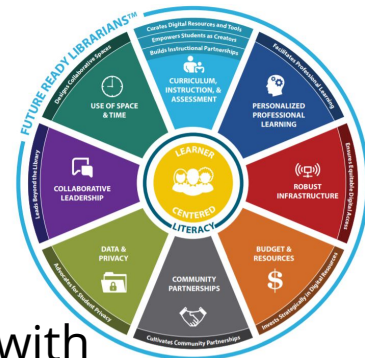 FUTURE READY LIBRARIANS™
Curates Digital Resources and Tools
Empowers Students as Creators
Builds Instructional Partnerships
CURRICULUM,
INSTRUCTION, &
ASSESSMENT
Facilitates Professional Learning
PERSONALIZED
PROFESSIONAL
LEARNING
Ensures Equitable Digital Access
ROBUST
INFRASTRUCTURE
Invests Strategically in Digital Resources
BUDGET &
RESOURCES
$
Cultivates Community Partnerships
COMMUNITY
PARTNERSHIPS
Advocates for Student Privacy
DATA &
PRIVACY
Leads Beyond the Library
COLLABORATIVE
LEADERSHIP
Designs Collaborative Spaces
USE OF SPACE
& TIME
LEARNER
CENTERED
LITERACY
with